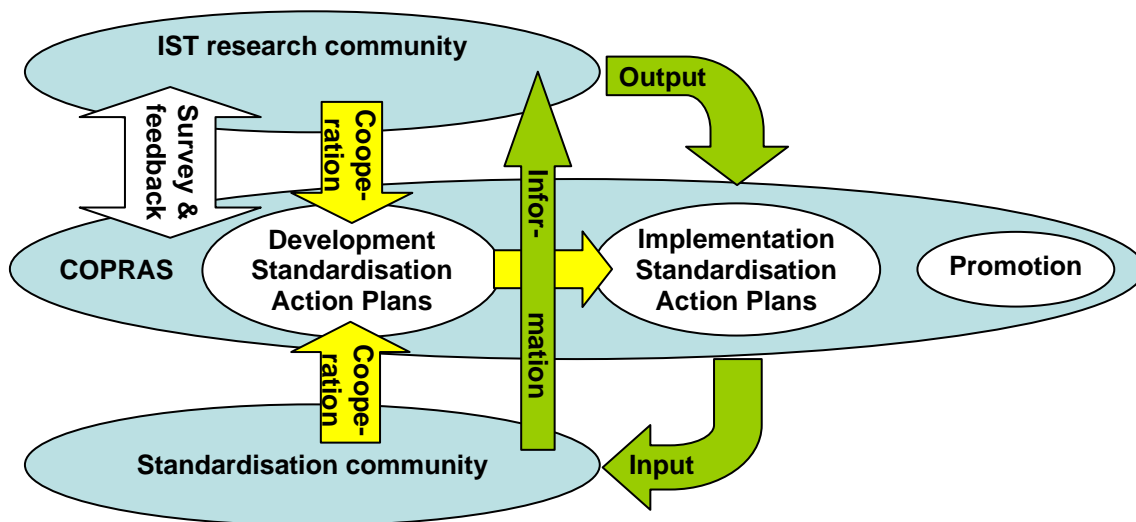 IST research community
Output
Survey &
feedback
Coope-
ration
Infor-
mation
COPRAS
Development
Standardisation
Action Plans
Implementation
Standardisation
Action Plans
Promotion
Coope-
ration
Standardisation community
Input